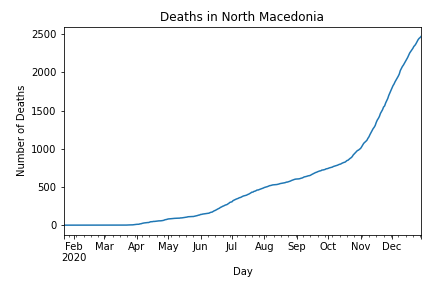 Deaths in North Macedonia
2500
2000
1500
1000
500
0
Number of Deaths
Feb Mar Apr May Jun Jul Aug Sep Oct Nov Dec
2020
Day